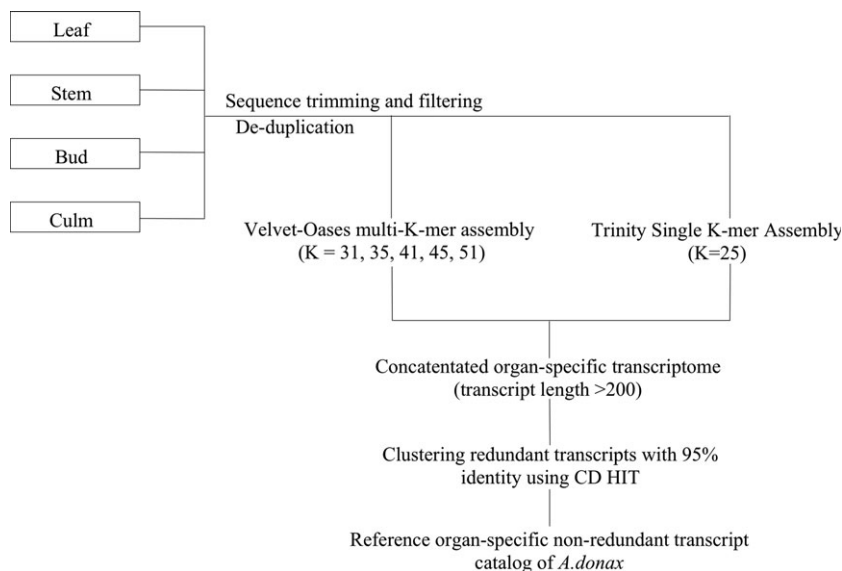 Leaf
Stem
Bud
Culm
Sequence trimming and filtering
De-duplication
Velvet-Oases multi-K-mer assembly
(K = 31, 35, 41, 45, 51)
Trinity Single K-mer Assembly
(K=25)
Concatentated organ-specific transcriptome
(transcript length >200)
Clustering redundant transcripts with 95%
identity using CD HIT
Reference organ-specific non-redundant transcript
catalog of A.donax